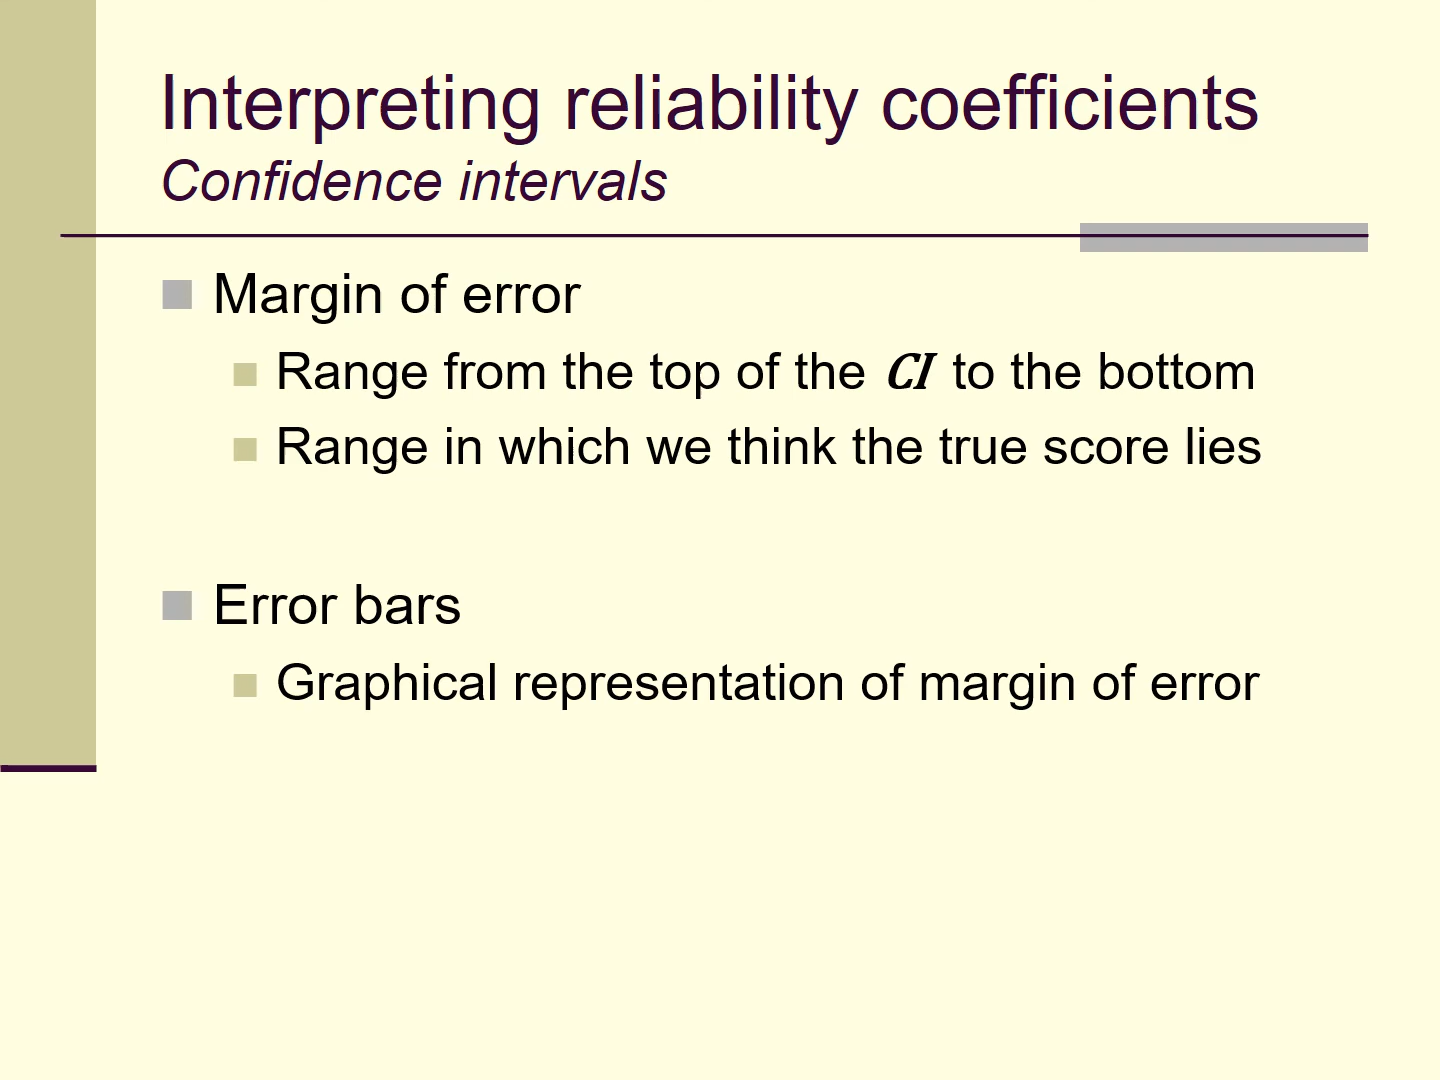 Interpreting reliability coefficients
Confidence intervals
Margin of error
Range from the top of the CI to the bottom
Range in which we think the true score lies
Error bars
Graphical representation of margin of error